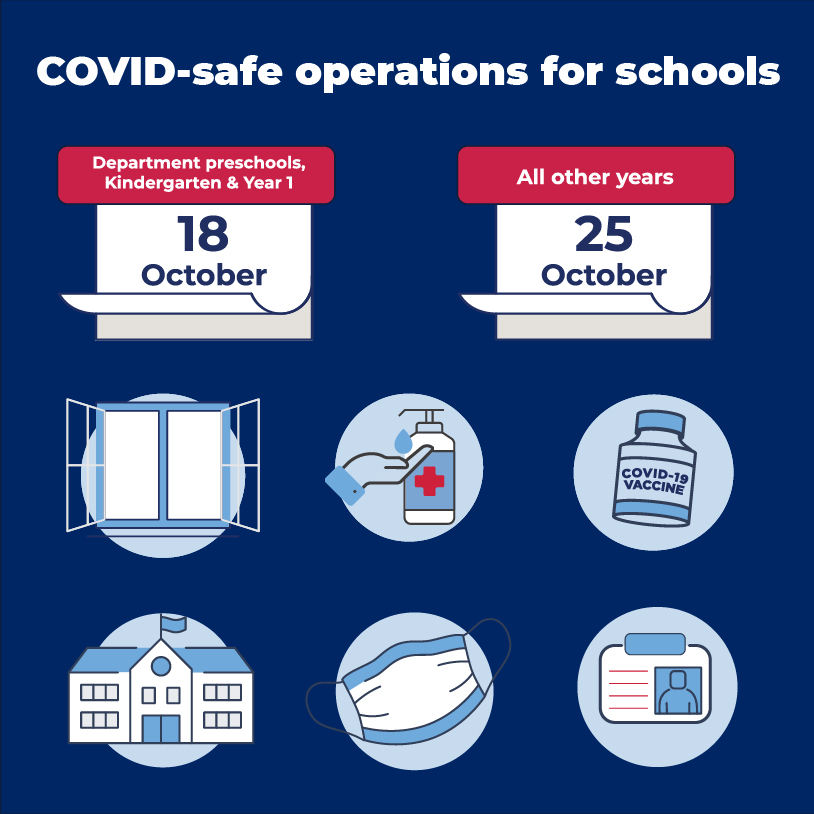 COVID-safe operations for schools
Department preschools,
Kindergarten & Year 1
18
October
All other years
25
October
COVID-19
VACCINE